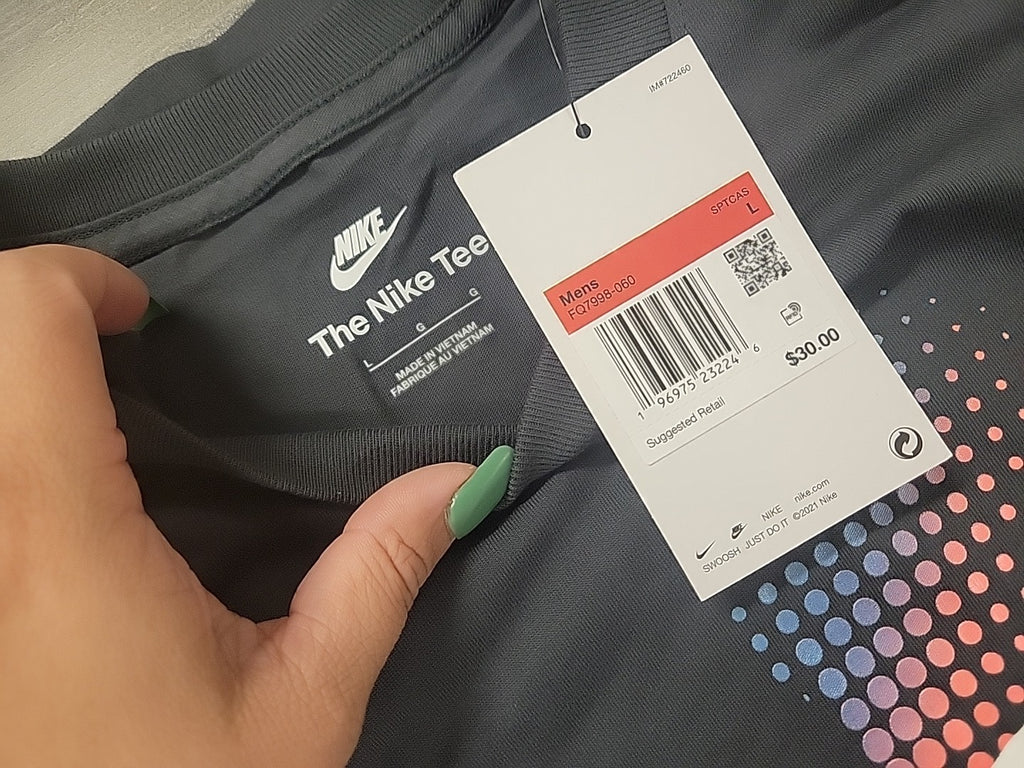 NIKE
The Nike Tee
L G G
MADE IN VIETNAM
FABRIQUE AU VIETNAM
IM#722460
SPTCAS
L
Mens
FQ7998-060
1 96975 23224 6
$30.00
Suggested Retail
NIKE nike.com
SWOOSH JUST DO IT ©2021 Nike